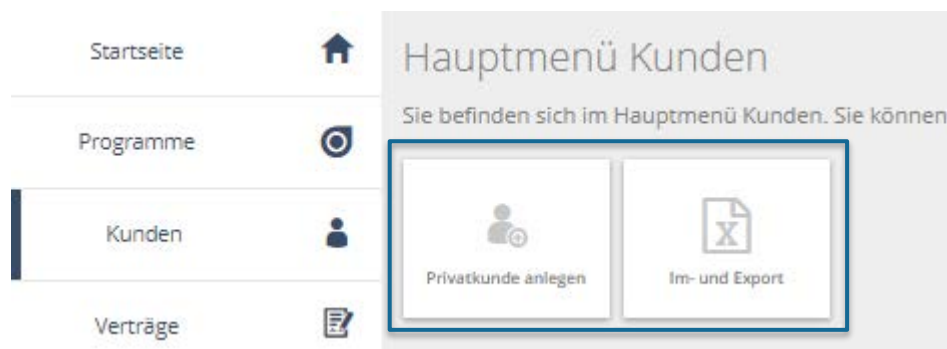 Startseite
Programme
Kunden
Verträge
Hauptmenü Kunden
Sie befinden sich im Hauptmenü Kunden. Sie können
Privatkunde anlegen
X
Im- und Export